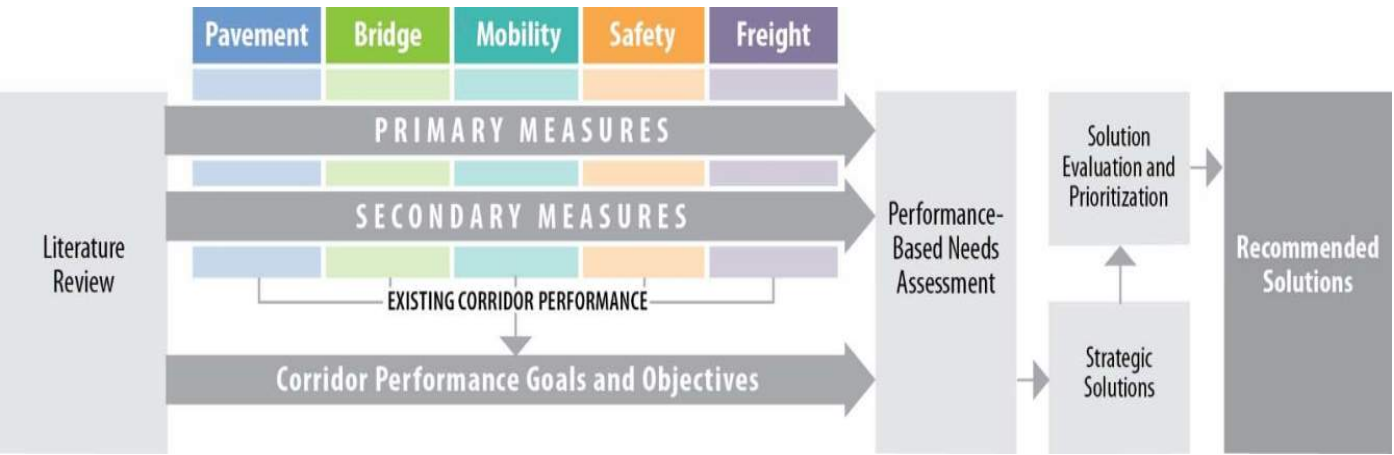 Pavement
Bridge
Mobility
Safety
Freight
PRIMARY MEASURES
SECONDARY MEASURES
Literature
Review
EXISTING CORRIDOR PERFORMANCE
Corridor Performance Goals and Objectives
Performance-
Based Needs
Assessment
Strategic
Solutions
Solution
Evaluation and
Prioritization
Recommended
Solutions